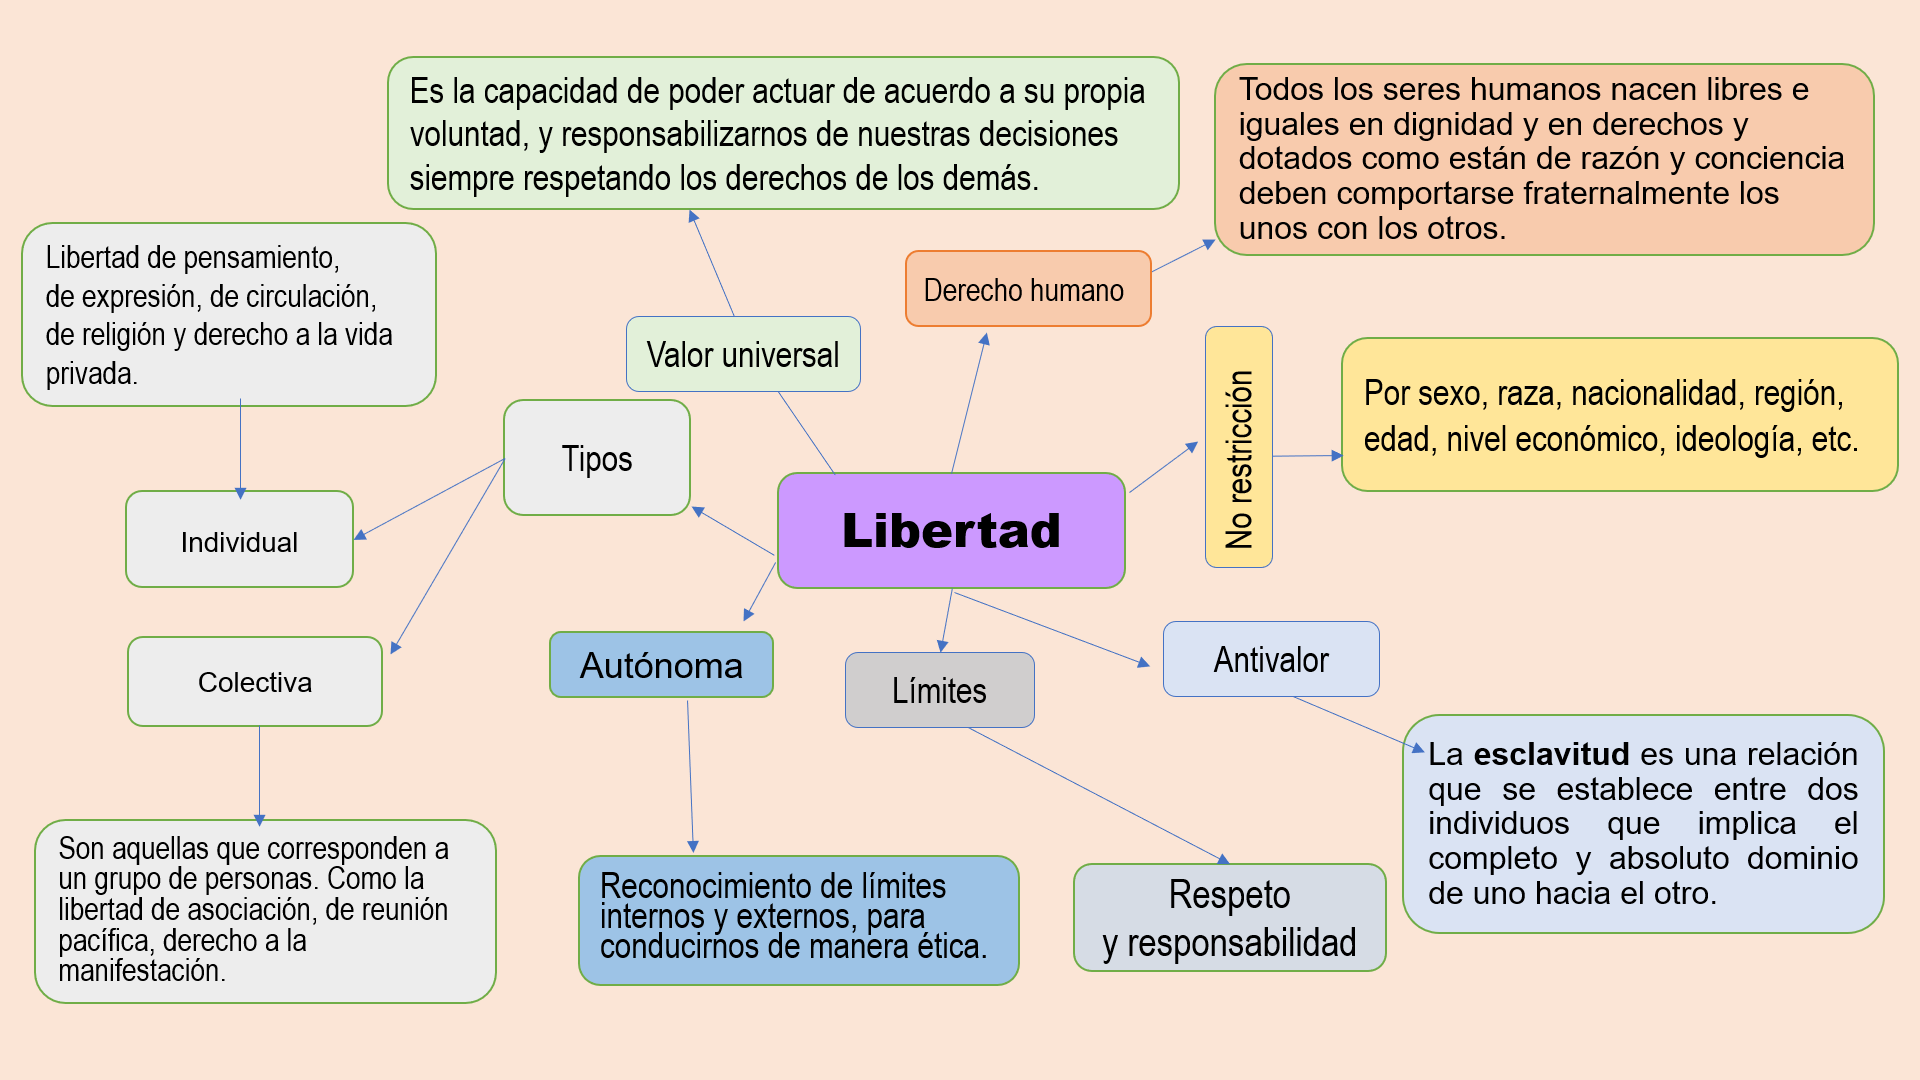 Es la capacidad de poder actuar de acuerdo a su propia
voluntad, y responsabilizarnos de nuestras decisiones
siempre respetando los derechos de los demás.
Todos los seres humanos nacen libres e
iguales en dignidad y en derechos y
dotados como están de razón y conciencia
deben comportarse fraternalmente los
unos con los otros.
Libertad de pensamiento,
de expresión, de circulación,
de religión y derecho a la vida
privada.
Derecho humano
Valor universal
No restricción
Por sexo, raza, nacionalidad, región,
edad, nivel económico, ideología, etc.
Tipos
Libertad
Individual
Colectiva
Autónoma
Límites
Antivalor
La esclavitud es una relación
que se establece entre dos
individuos que implica el
completo y absoluto dominio
de uno hacia el otro.
Son aquellas que corresponden a
un grupo de personas. Como la
libertad de asociación, de reunión
pacífica, derecho a la
manifestación.
Reconocimiento de límites
internos y externos, para
conducirnos de manera ética.
Respeto
y responsabilidad